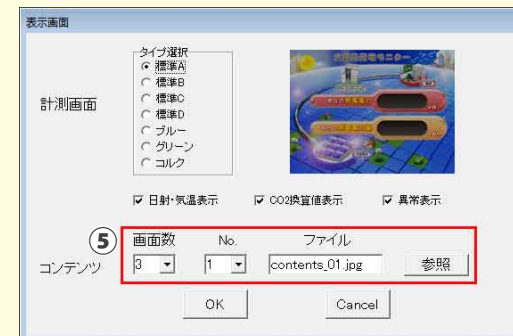 表示画面
タイプ選択
標準A
標準B
標準C
標準D
ブルー
グリーン
コルク
計測画面
日射・気温表示 CO2換算値表示 異常表示
⑤ 画面数 No. ファイル
コンテンツ 3 1 contents_01.jpg 参照
OK Cancel